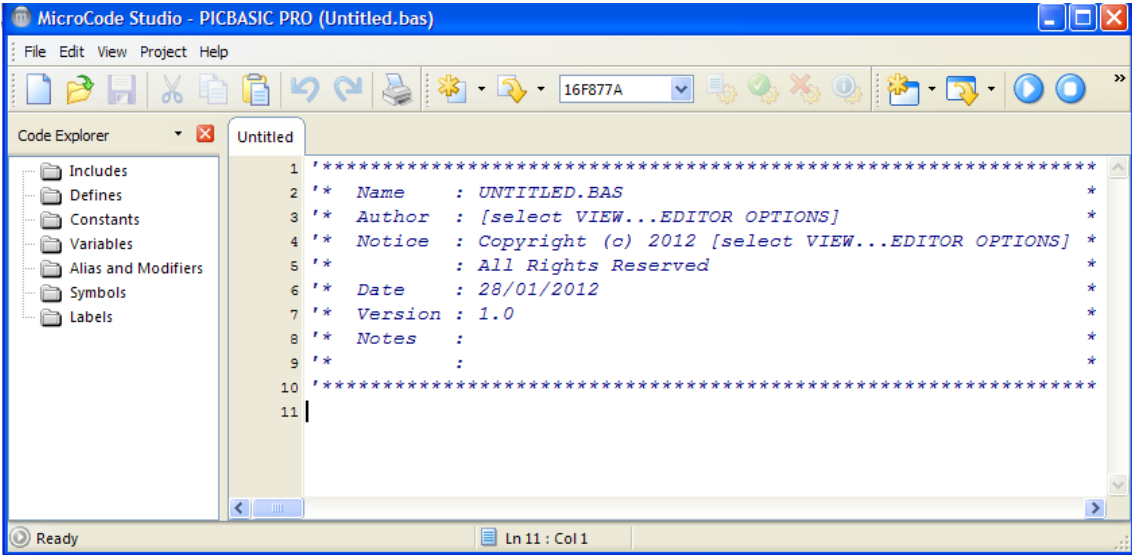 MicroCode Studio - PICBASIC PRO (Untitled.bas)
File Edit View Project Help
16F877A
»
Code Explorer
Untitled
Includes
Defines
Constants
Variables
Alias and Modifiers
Symbols
Labels
1 '****************************************************************
2 '*  Name    : UNTITLED.BAS                                      *
3 '*  Author  : [select VIEW...EDITOR OPTIONS]                    *
4 '*  Notice  : Copyright (c) 2012 [select VIEW...EDITOR OPTIONS] *
5 '*          : All Rights Reserved                               *
6 '*  Date    : 28/01/2012                                        *
7 '*  Version : 1.0                                               *
8 '*  Notes   :                                                   *
9 '*          :                                                   *
10 '****************************************************************
11
Ready
Ln 11 : Col 1